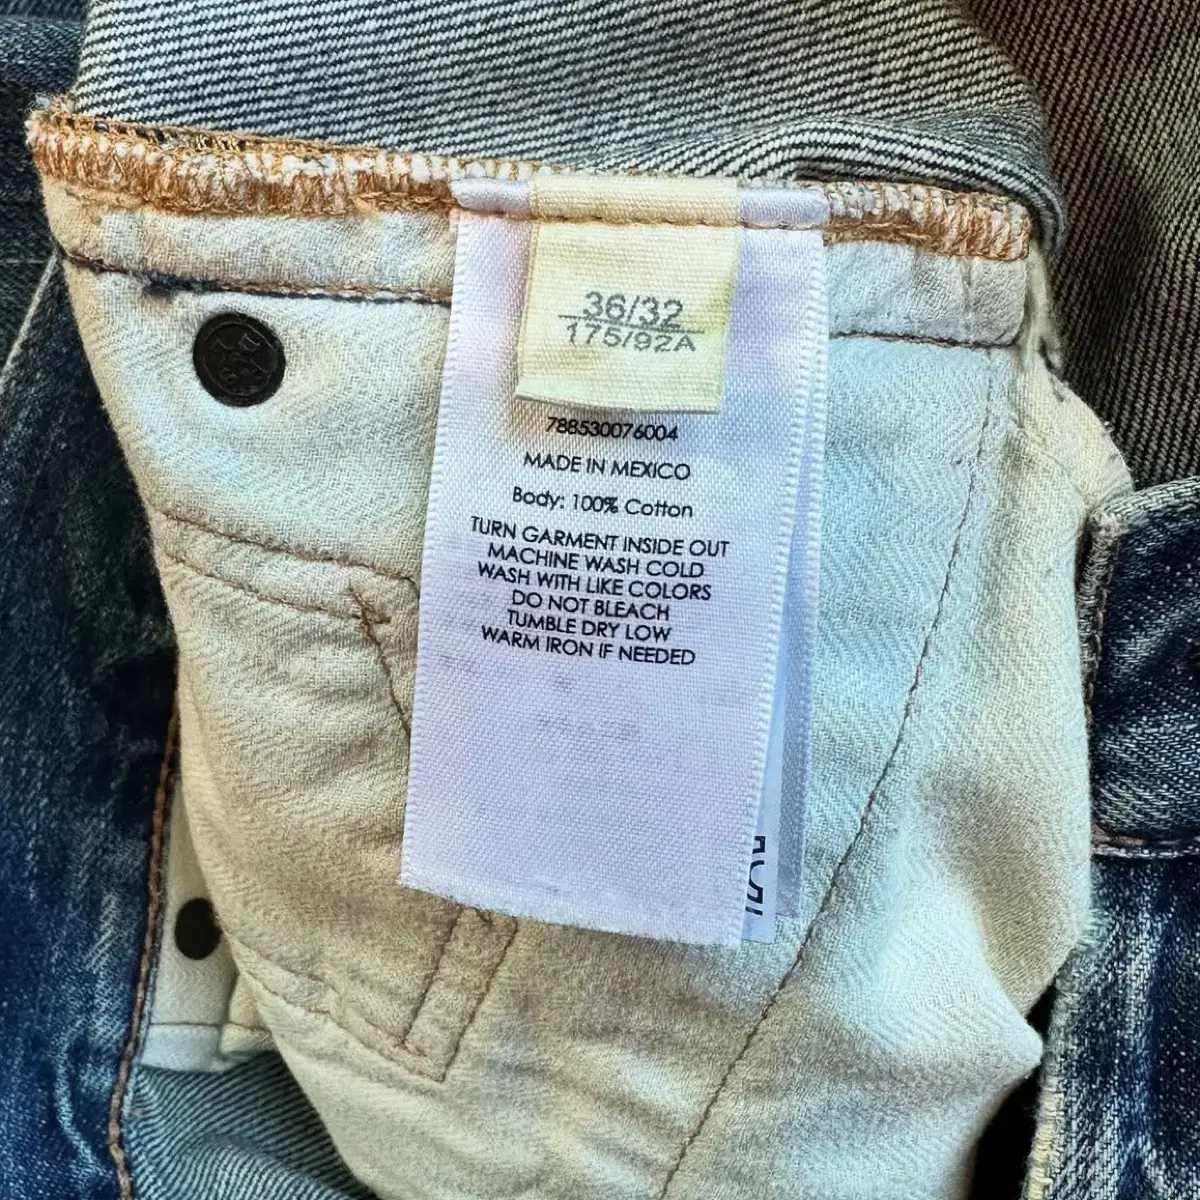 36/32
175/92A
788530076004
MADE IN MEXICO
Body: 100% Cotton
TURN GARMENT INSIDE OUT
MACHINE WASH COLD
WASH WITH LIKE COLORS
DO NOT BLEACH
TUMBLE DRY LOW
WARM IRON IF NEEDED